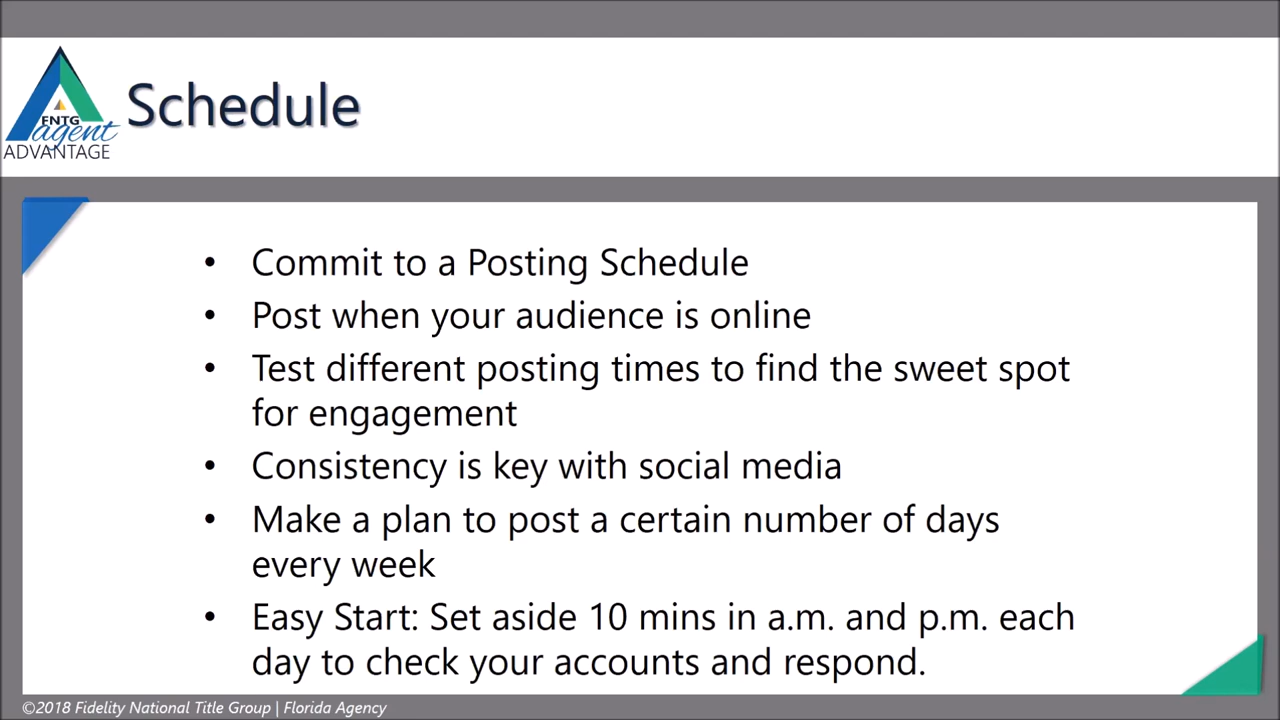 Schedule
FNTG
agent
ADVANTAGE
• Commit to a Posting Schedule
• Post when your audience is online
• Test different posting times to find the sweet spot
for engagement
• Consistency is key with social media
• Make a plan to post a certain number of days
every week
• Easy Start: Set aside 10 mins in a.m. and p.m. each
day to check your accounts and respond.
©2018 Fidelity National Title Group | Florida Agency